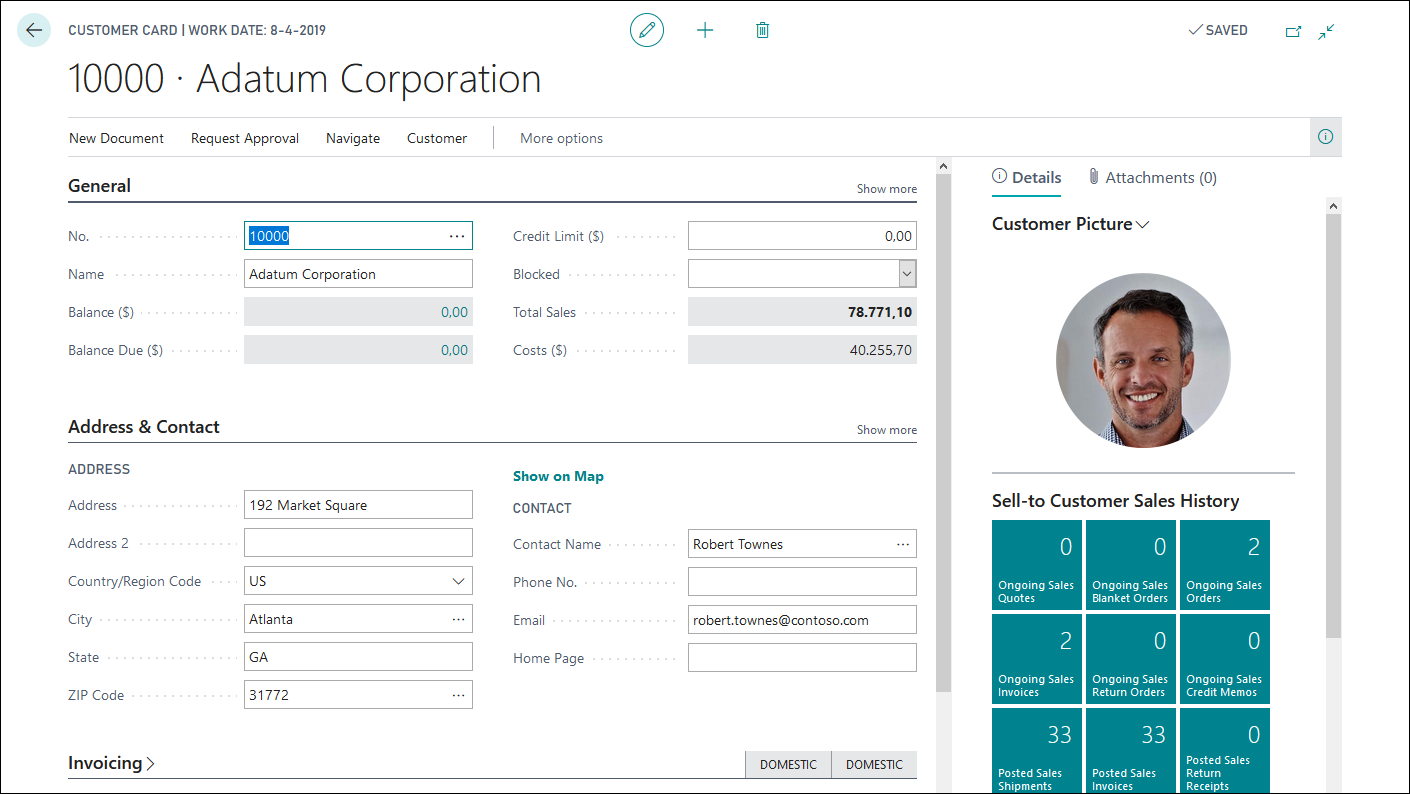 CUSTOMER CARD | WORK DATE: 8-4-2019
SAVED
10000 · Adatum Corporation
New Document Request Approval Navigate Customer More options
General
Show more
No. 10000
Name Adatum Corporation
Balance ($) 0,00
Balance Due ($) 0,00
Credit Limit ($) 0,00
Blocked
Total Sales 78.771,10
Costs ($) 40.255,70
Address & Contact
Show more
ADDRESS
Address 192 Market Square
Address 2
Country/Region Code US
City Atlanta
State GA
ZIP Code 31772
Show on Map
CONTACT
Contact Name Robert Townes
Phone No.
Email robert.townes@contoso.com
Home Page
Invoicing
DOMESTIC DOMESTIC
Details Attachments (0)
Customer Picture
Sell-to Customer Sales History
0
Ongoing Sales
Quotes
0
Ongoing Sales
Blanket Orders
2
Ongoing Sales
Orders
2
Ongoing Sales
Invoices
0
Ongoing Sales
Return Orders
0
Ongoing Sales
Credit Memos
33
Posted Sales
Shipments
33
Posted Sales
Invoices
0
Posted Sales
Return
Receipts